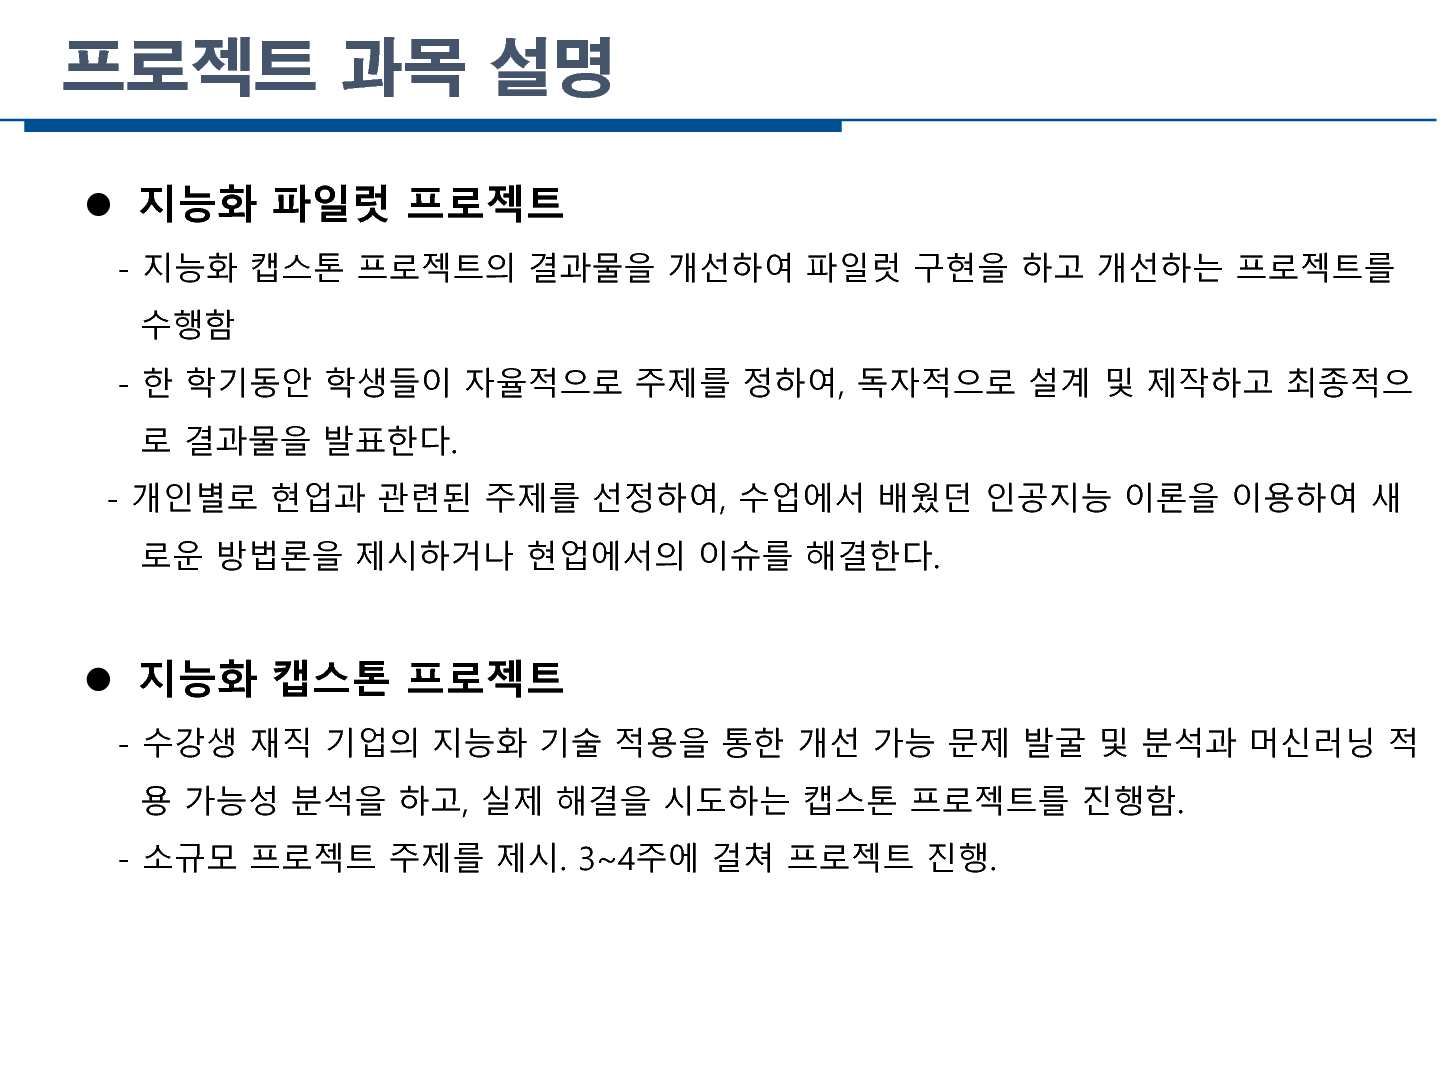 프로젝트 과목 설명
● 지능화 파일럿 프로젝트
- 지능화 캡스톤 프로젝트의 결과물을 개선하여 파일럿 구현을 하고 개선하는 프로젝트를
수행함
- 한 학기동안 학생들이 자율적으로 주제를 정하여, 독자적으로 설계 및 제작하고 최종적으
로 결과물을 발표한다.
- 개인별로 현업과 관련된 주제를 선정하여, 수업에서 배웠던 인공지능 이론을 이용하여 새
로운 방법론을 제시하거나 현업에서의 이슈를 해결한다.
● 지능화 캡스톤 프로젝트
- 수강생 재직 기업의 지능화 기술 적용을 통한 개선 가능 문제 발굴 및 분석과 머신러닝 적
용 가능성 분석을 하고, 실제 해결을 시도하는 캡스톤 프로젝트를 진행함.
- 소규모 프로젝트 주제를 제시. 3~4주에 걸쳐 프로젝트 진행.